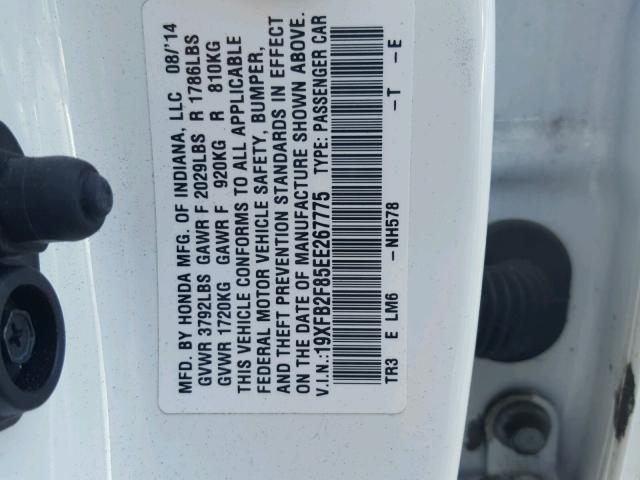 MFD. BY HONDA MFG. OF INDIANA, LLC 08/'14
GVWR 3792LBS GAWR F 2029LBS R 1786LBS
GVWR 1720KG GAWR F 920KG R 810KG
THIS VEHICLE CONFORMS TO ALL APPLICABLE
FEDERAL MOTOR VEHICLE SAFETY, BUMPER,
AND THEFT PREVENTION STANDARDS IN EFFECT
ON THE DATE OF MANUFACTURE SHOWN ABOVE.
V.I.N.:19XFB2F85EE267775 TYPE: PASSENGER CAR
TR3 E LM6 -NH578 -T -E